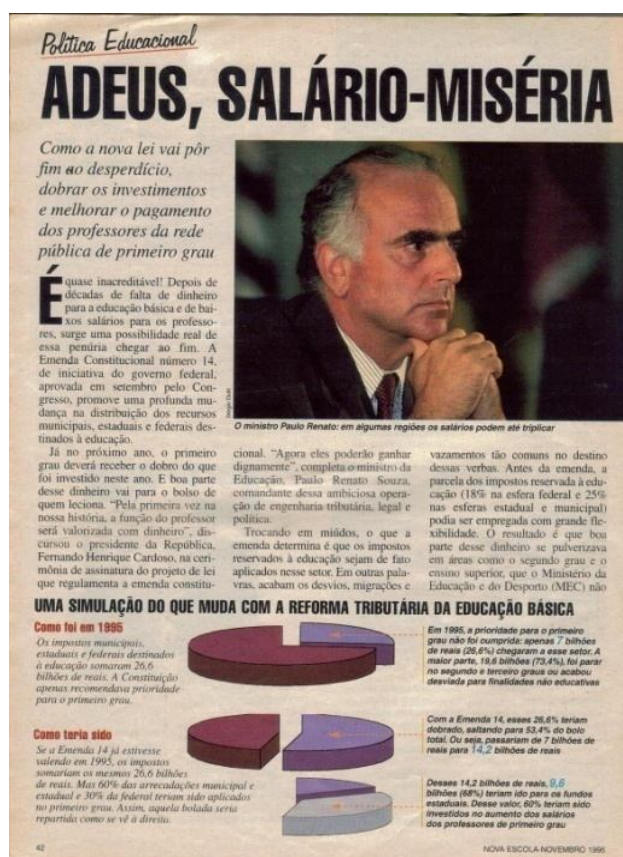 Política Educacional
ADEUS, SALÁRIO-MISÉRIA
Como a nova lei vai pôr
fim ao desperdício,
dobrar os investimentos
e melhorar o pagamento
dos professores da rede
pública de primeiro grau
É quase inacreditável! Depois de
décadas de falta de dinheiro
para a educação básica e de bai-
xos salários para os professo-
res, surge uma possibilidade real de
essa penúria chegar ao fim. A
Emenda Constitucional número 14,
de iniciativa do governo federal,
aprovada em setembro pelo Con-
gresso, promove uma profunda mu-
dança na distribuição dos recursos
municipais, estaduais e federais des-
tinados à educação.
Já no próximo ano, o primeiro
grau deverá receber o dobro do que
foi investido neste ano. E boa parte
desse dinheiro vai para o bolso de
quem leciona. “Pela primeira vez na
nossa história, a função do professor
será valorizada com dinheiro”, dis-
cursou o presidente da República,
Fernando Henrique Cardoso, na ceri-
mônia de assinatura do projeto de lei
que regulamenta a emenda constitu-
O ministro Paulo Renato: em algumas regiões os salários podem até triplicar
cional. “Agora eles poderão ganhar
dignamente”, completa o ministro da
Educação, Paulo Renato Souza,
comandante dessa ambiciosa opera-
ção de engenharia tributária, legal e
política.
Trocando em miúdos, o que a
emenda determina é que os impostos
reservados à educação sejam de fato
aplicados nesse setor. Em outras pala-
vras, acabam os desvios, migrações e
vazamentos tão comuns no destino
dessas verbas. Antes da emenda, a
parcela dos impostos reservada à edu-
cação (18% na esfera federal e 25%
nas esferas estadual e municipal)
podia ser empregada com grande fle-
xibilidade. O resultado é que boa
parte desse dinheiro se pulverizava
em áreas como o segundo grau e o
ensino superior, que o Ministério da
Educação e do Desporto (MEC) não
UMA SIMULAÇÃO DO QUE MUDA COM A REFORMA TRIBUTÁRIA DA EDUCAÇÃO BÁSICA
Como foi em 1995
Os impostos municipais,
estaduais e federais destinados
à educação somaram 26,6
bilhões de reais. A Constituição
apenas recomendava prioridade
para o primeiro grau.
Em 1995, a prioridade para o primeiro
grau não foi cumprida: apenas 7 bilhões
de reais (26,6%) chegaram a esse setor. A
maior parte, 19,6 bilhões (73,4%), foi parar
no segundo e terceiro graus ou acabou
desviada para finalidades não educativas
Como teria sido
Se a Emenda 14 já estivesse
valendo em 1995, os impostos
somariam os mesmos 26,6 bilhões
de reais. Mas 60% das arrecadações municipal e
estadual e 30% da federal teriam sido aplicados
no primeiro grau. Assim, aquela bolada seria
repartida como se vê à direita.
Com a Emenda 14, esses 26,6% teriam
dobrado, saltando para 53,4% do bolo
total. Ou seja, passariam de 7 bilhões de
reais para 14,2 bilhões de reais
Desses 14,2 bilhões de reais, 9,6
bilhões (68%) teriam ido para os fundos
estaduais. Desse valor, 60% teriam sido
investidos no aumento dos salários
dos professores de primeiro grau
42
NOVA ESCOLA-NOVEMBRO 1996